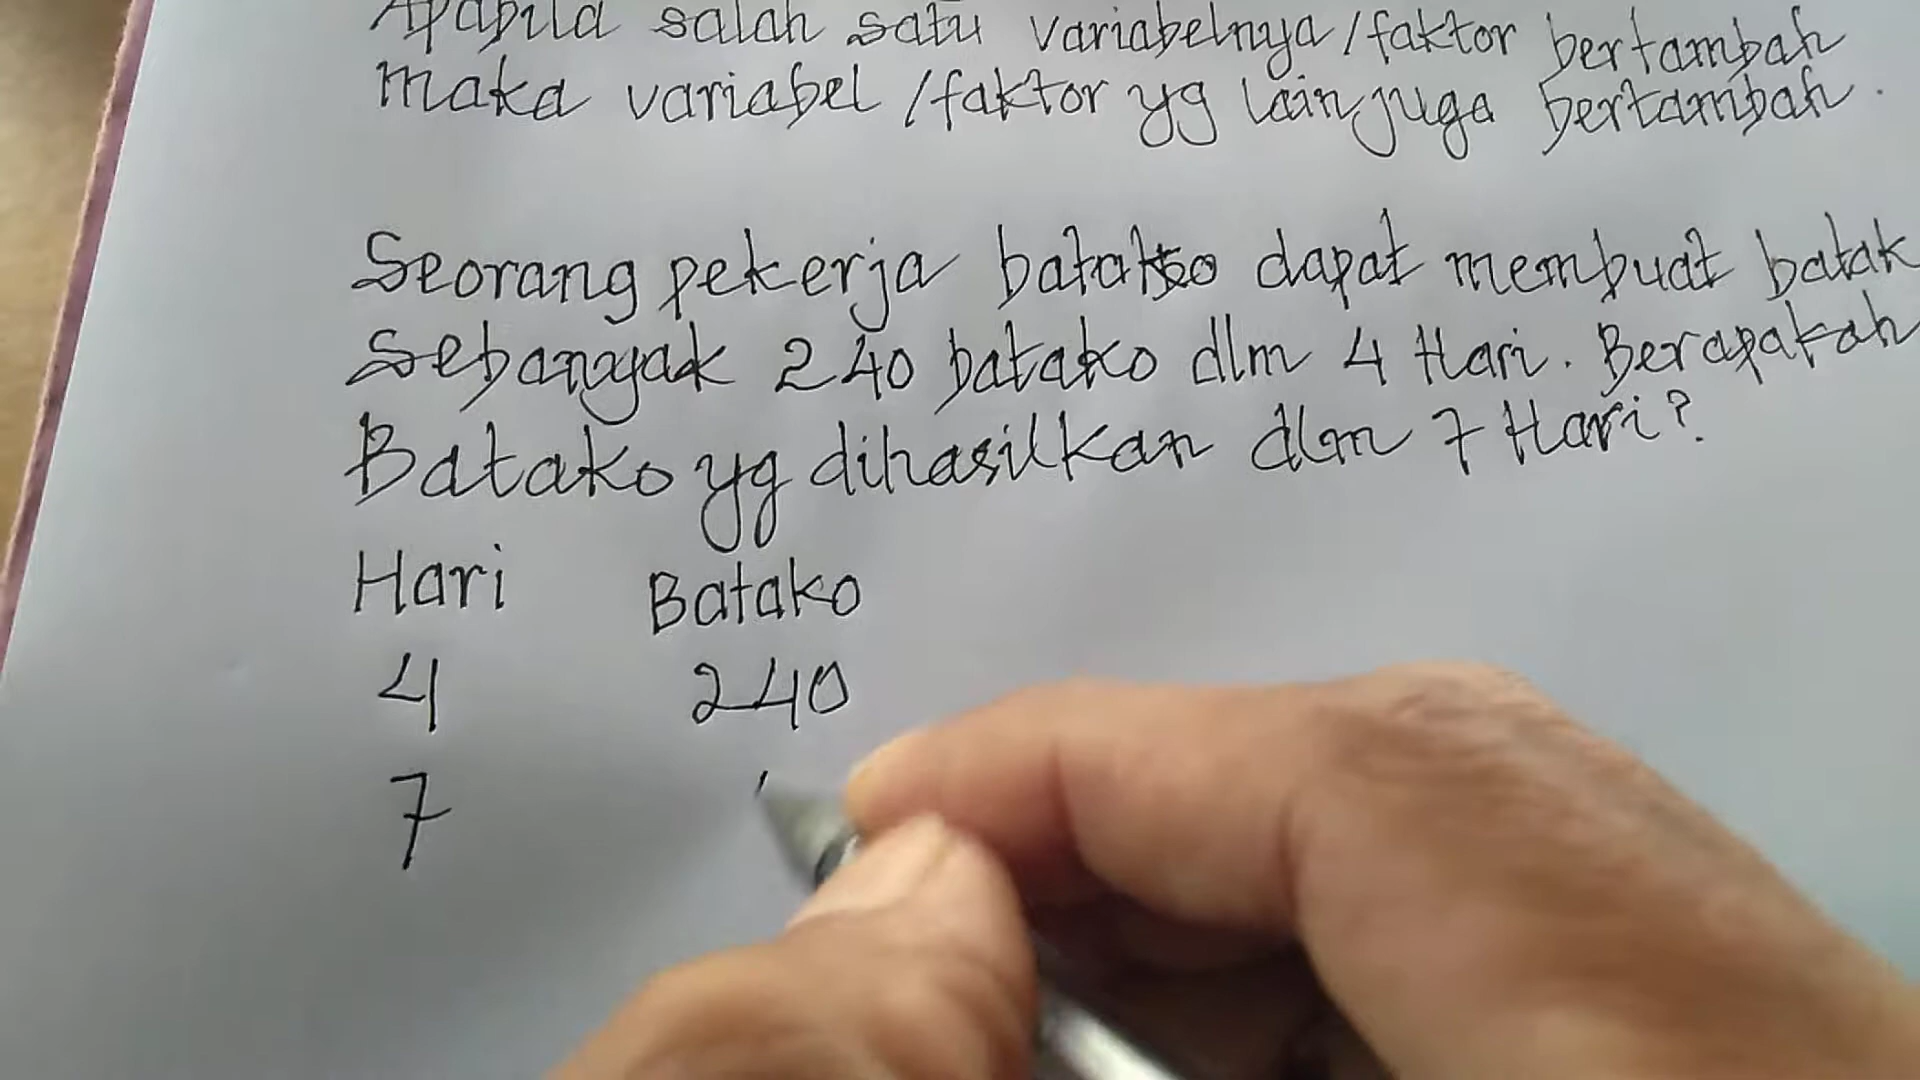 Apabila salah satu variabelnya/faktor bertambah
maka variabel/faktor yg lain juga bertambah.
Seorang pekerja batako dapat membuat batak
Sebanyak 240 batako dlm 4 Hari. Berapakah
Batako yg dihasilkan dlm 7 Hari?
Hari Batako
4 240
7